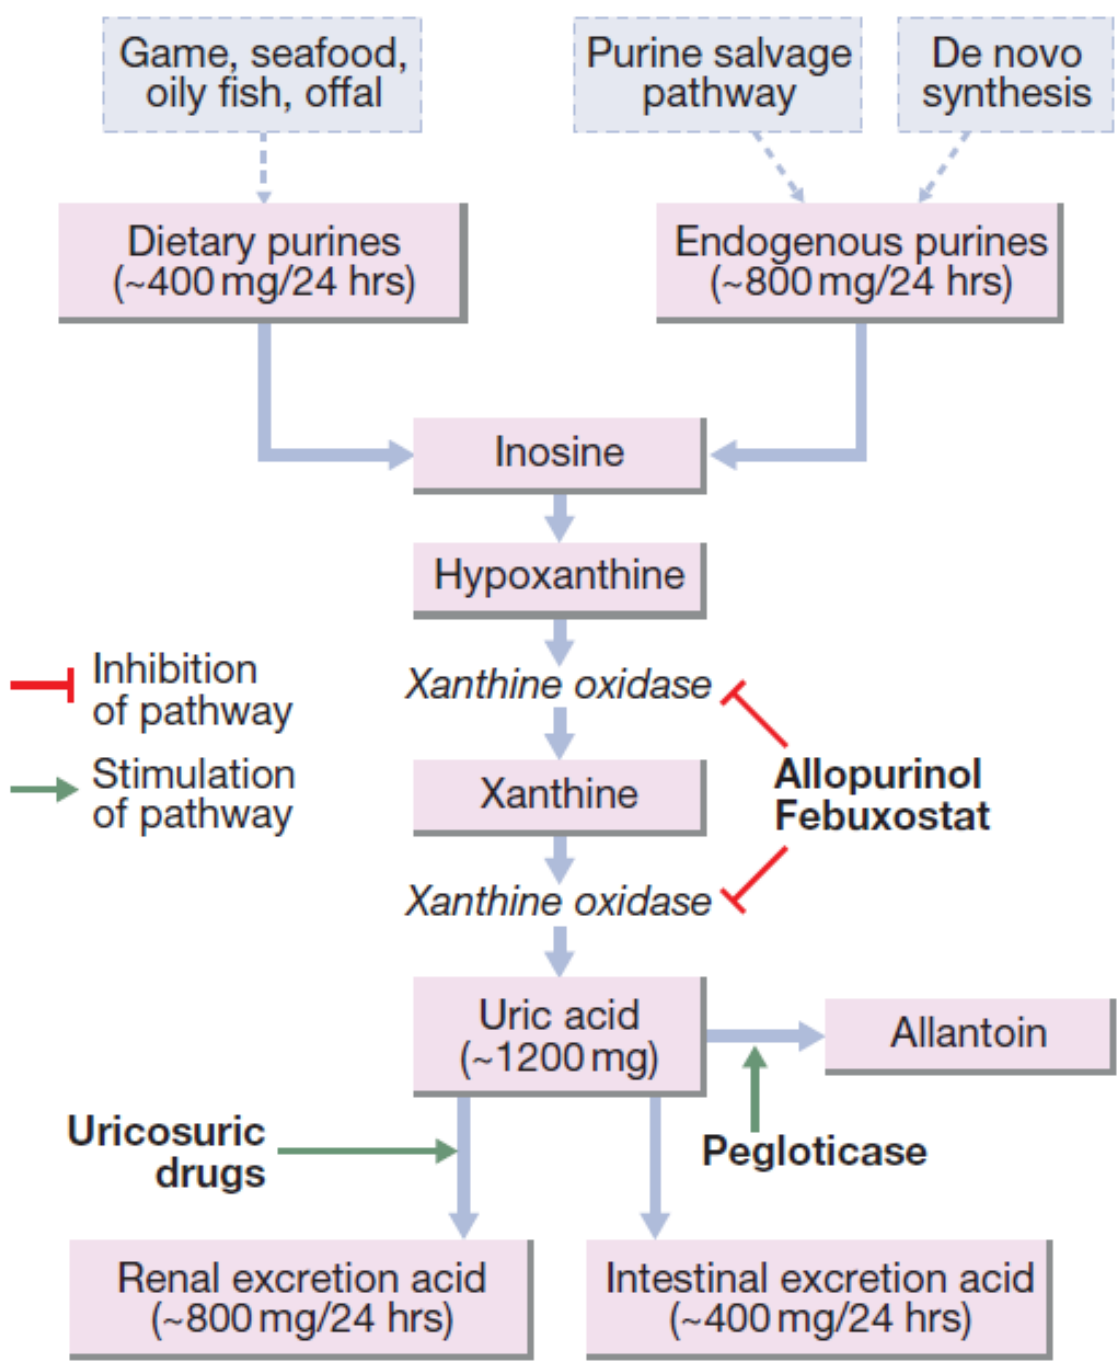 Game, seafood,
oily fish, offal
Purine salvage
pathway
De novo
synthesis
Dietary purines
(~400 mg/24 hrs)
Endogenous purines
(~800 mg/24 hrs)
Inosine
Hypoxanthine
Inhibition
of pathway
Xanthine oxidase
Stimulation
of pathway
Xanthine
Allopurinol
Febuxostat
Xanthine oxidase
Uric acid
(~1200 mg)
Allantoin
Uricosuric
drugs
Pegloticase
Renal excretion acid
(~800 mg/24 hrs)
Intestinal excretion acid
(~400 mg/24 hrs)